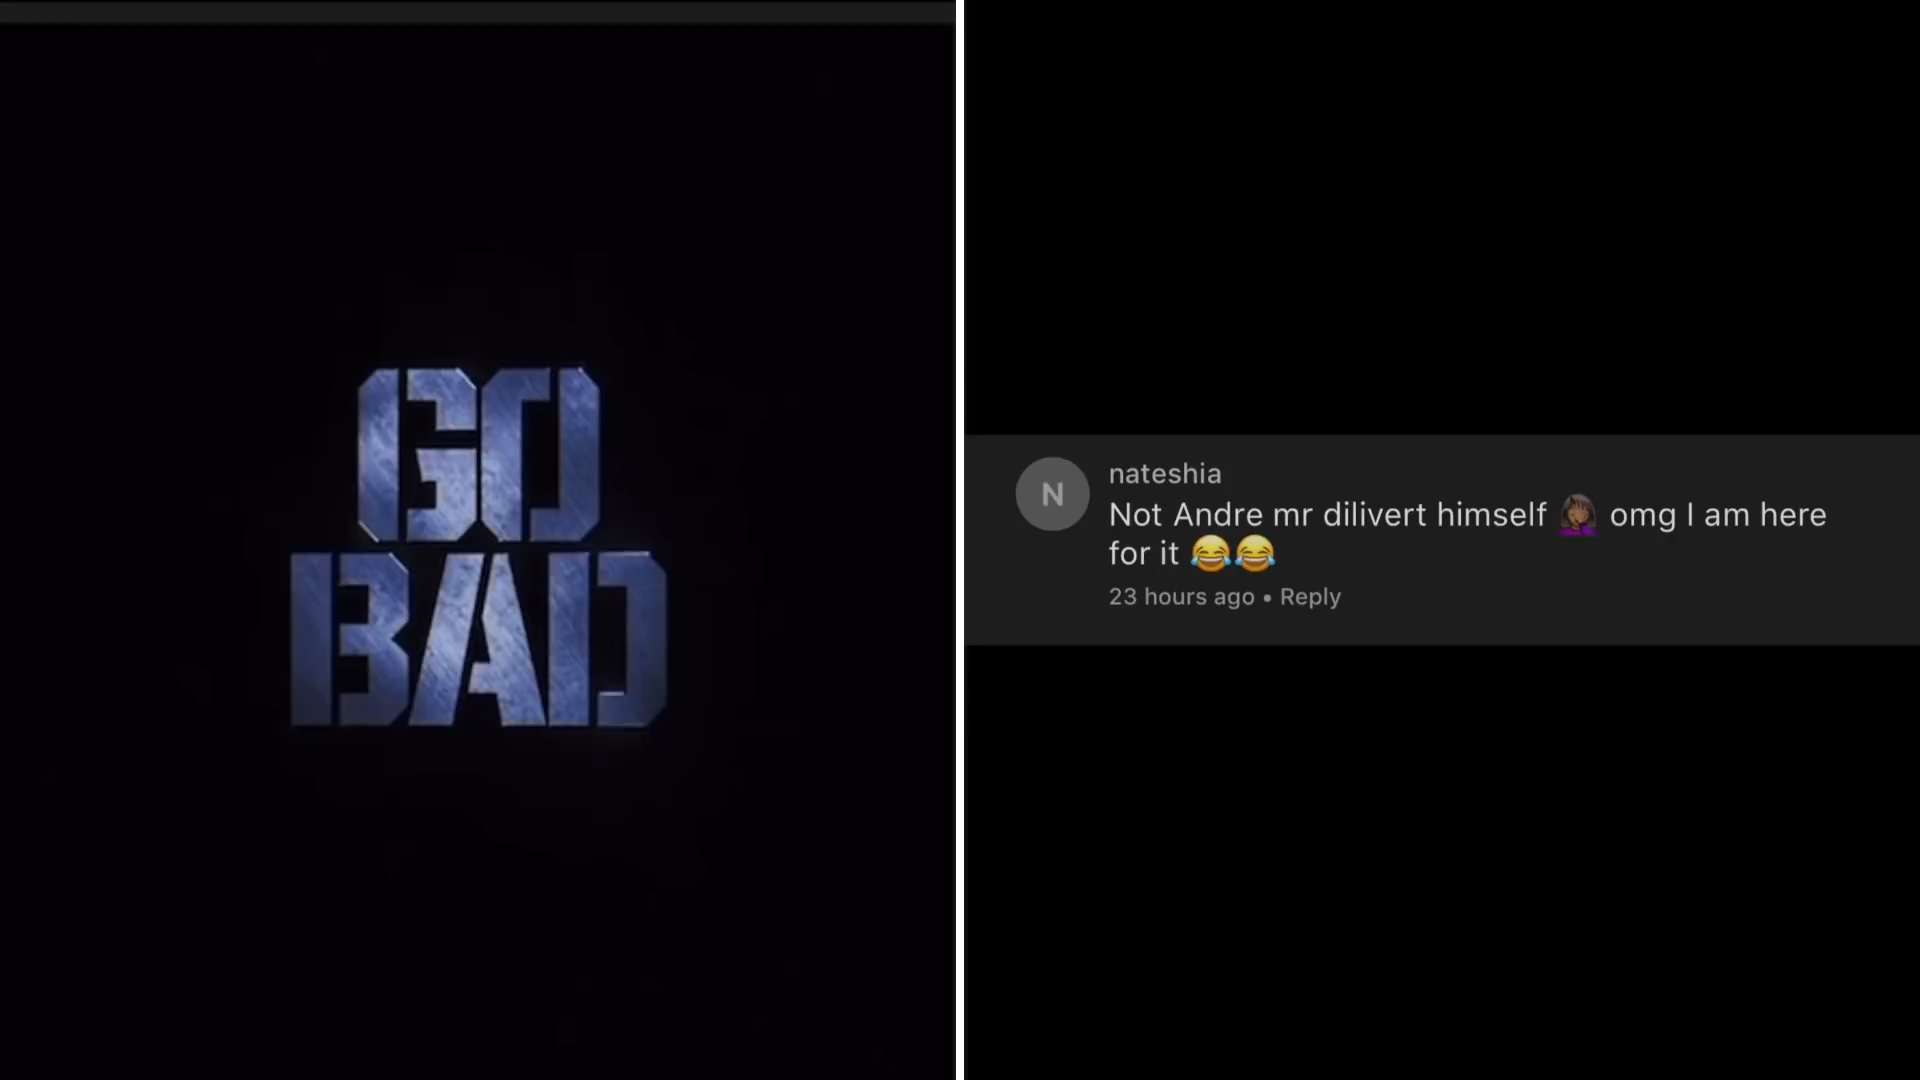 GO
BAD
N
nateshia
Not Andre mr dilivert himself 🤦🏾‍♀️ omg I am here
for it 😂😂
23 hours ago • Reply